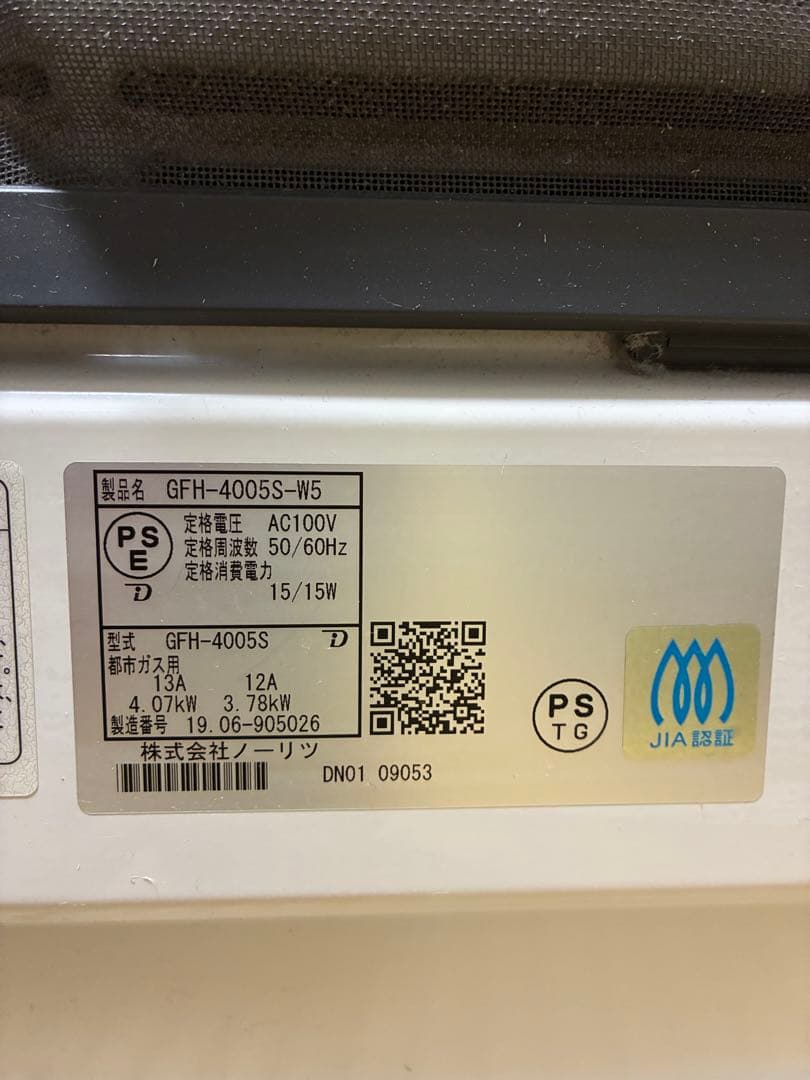 製品名 GFH-4005S-W5
PS
E
定格電圧 AC100V
定格周波数 50/60Hz
定格消費電力
15/15W
型式 GFH-4005S
都市ガス用
13A 12A
4.07kW 3.78kW
製造番号 19.06-905026
株式会社ノーリツ
DN01 09053
PS
TG
JIA認証